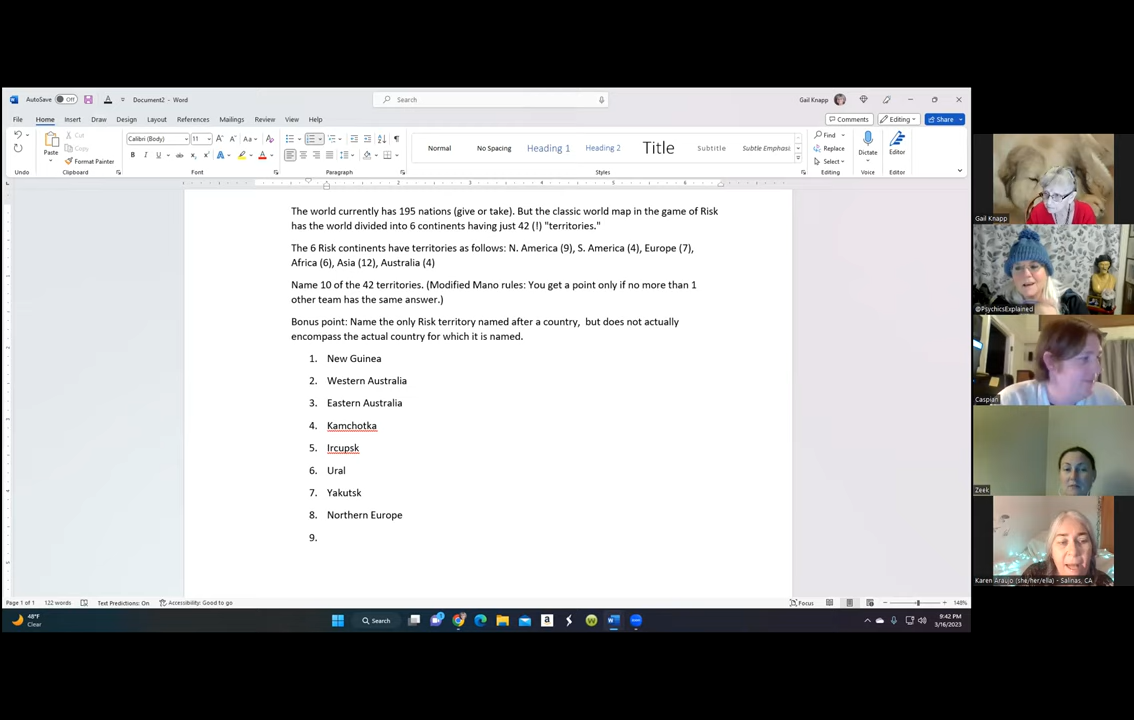 AutoSave Off Document2 - Word Search Gail Knapp
File Home Insert Draw Design Layout References Mailings Review View Help Comments Editing Share
Paste Cut Copy Format Painter
Calibri (Body) 11 Aa
Normal No Spacing Heading 1 Heading 2 Title Subtitle Subtle Emphasis
Find Replace Select Dictate Editor
Undo Clipboard Font Paragraph Styles Editing Voice Editor
The world currently has 195 nations (give or take). But the classic world map in the game of Risk
has the world divided into 6 continents having just 42 (!) "territories."
The 6 Risk continents have territories as follows: N. America (9), S. America (4), Europe (7),
Africa (6), Asia (12), Australia (4)
Name 10 of the 42 territories. (Modified Mano rules: You get a point only if no more than 1
other team has the same answer.)
Bonus point: Name the only Risk territory named after a country, but does not actually
encompass the actual country for which it is named.
1. New Guinea
2. Western Australia
3. Eastern Australia
4. Kamchotka
5. Ircupsk
6. Ural
7. Yakutsk
8. Northern Europe
9.
Page 1 of 1 122 words Text Predictions: On Accessibility: Good to go Focus 148%
48°F
Clear
Search
9:42 PM
3/16/2023
Gail Knapp
@PsychicsExplained
Caspian
Zeek
Karen Araujo (she/her/ella) - Salinas, CA